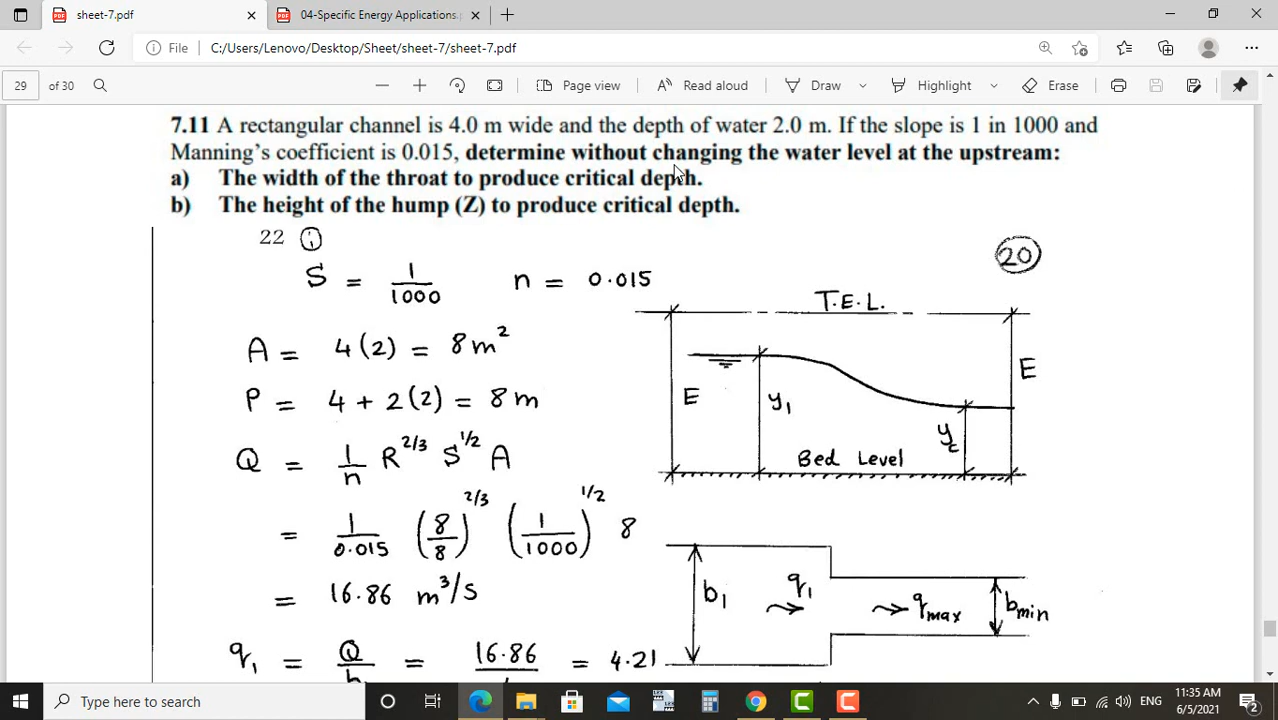 sheet-7.pdf
04-Specific Energy Applications.
File
C:/Users/Lenovo/Desktop/Sheet/sheet-7/sheet-7.pdf
29 of 30
Page view
Read aloud
Draw
Highlight
Erase
7.11 A rectangular channel is 4.0 m wide and the depth of water 2.0 m. If the slope is 1 in 1000 and
Manning's coefficient is 0.015, determine without changing the water level at the upstream:
a) The width of the throat to produce critical depth.
b) The height of the hump (Z) to produce critical depth.
22 i
20
S = 1/1000 n = 0.015
T.E.L.
A = 4(2) = 8m²
E y₁ E
P = 4 + 2(2) = 8m
y_c
Q = 1/n R^2/3 S^1/2 A
Bed Level
= 1/0.015 (8/8)^2/3 (1/1000)^1/2 8
= 16.86 m³/s
b₁ q₁ q_max b_min
q₁ = Q/b = 16.86 = 4.21
Type here to search
ENG
11:35 AM
6/5/2021
2